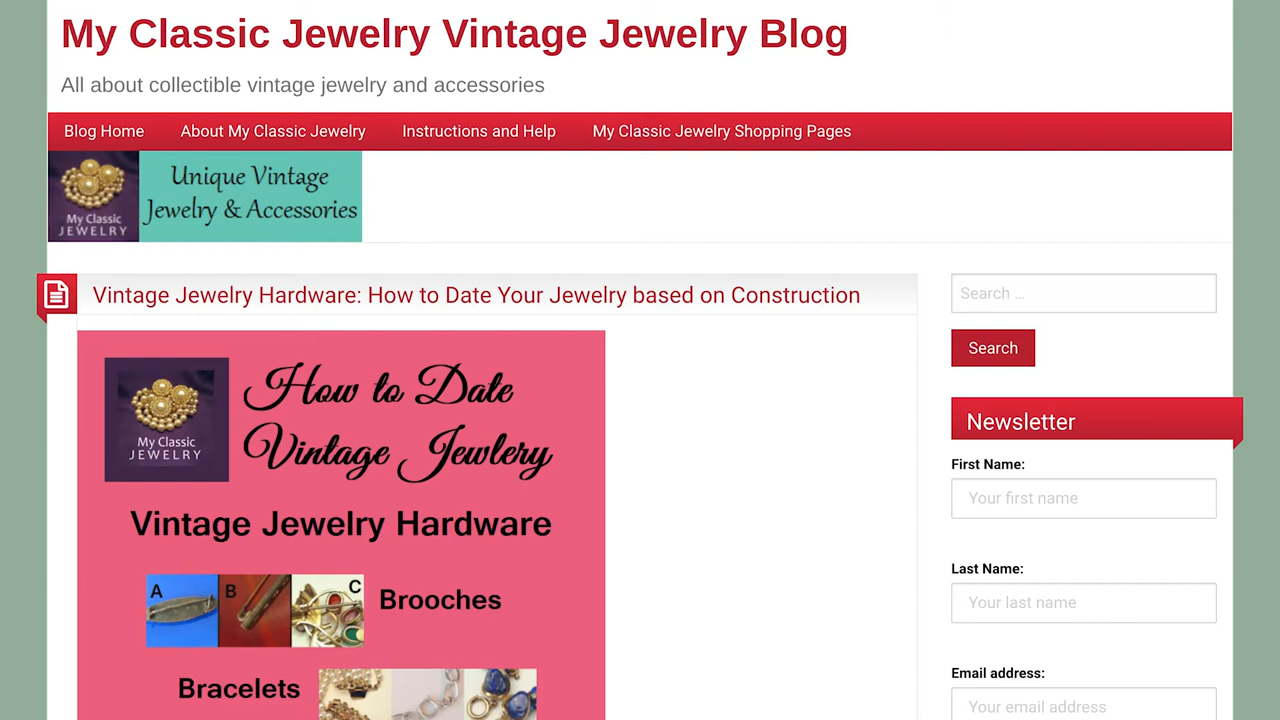 My Classic Jewelry Vintage Jewelry Blog
All about collectible vintage jewelry and accessories
Blog Home About My Classic Jewelry Instructions and Help My Classic Jewelry Shopping Pages
My Classic
JEWELRY
Unique Vintage
Jewelry & Accessories
Vintage Jewelry Hardware: How to Date Your Jewelry based on Construction
My Classic
JEWELRY
How to Date
Vintage Jewlery
Vintage Jewelry Hardware
A B C
Brooches
Bracelets
Search ...
Search
Newsletter
First Name:
Your first name
Last Name:
Your last name
Email address:
Your email address